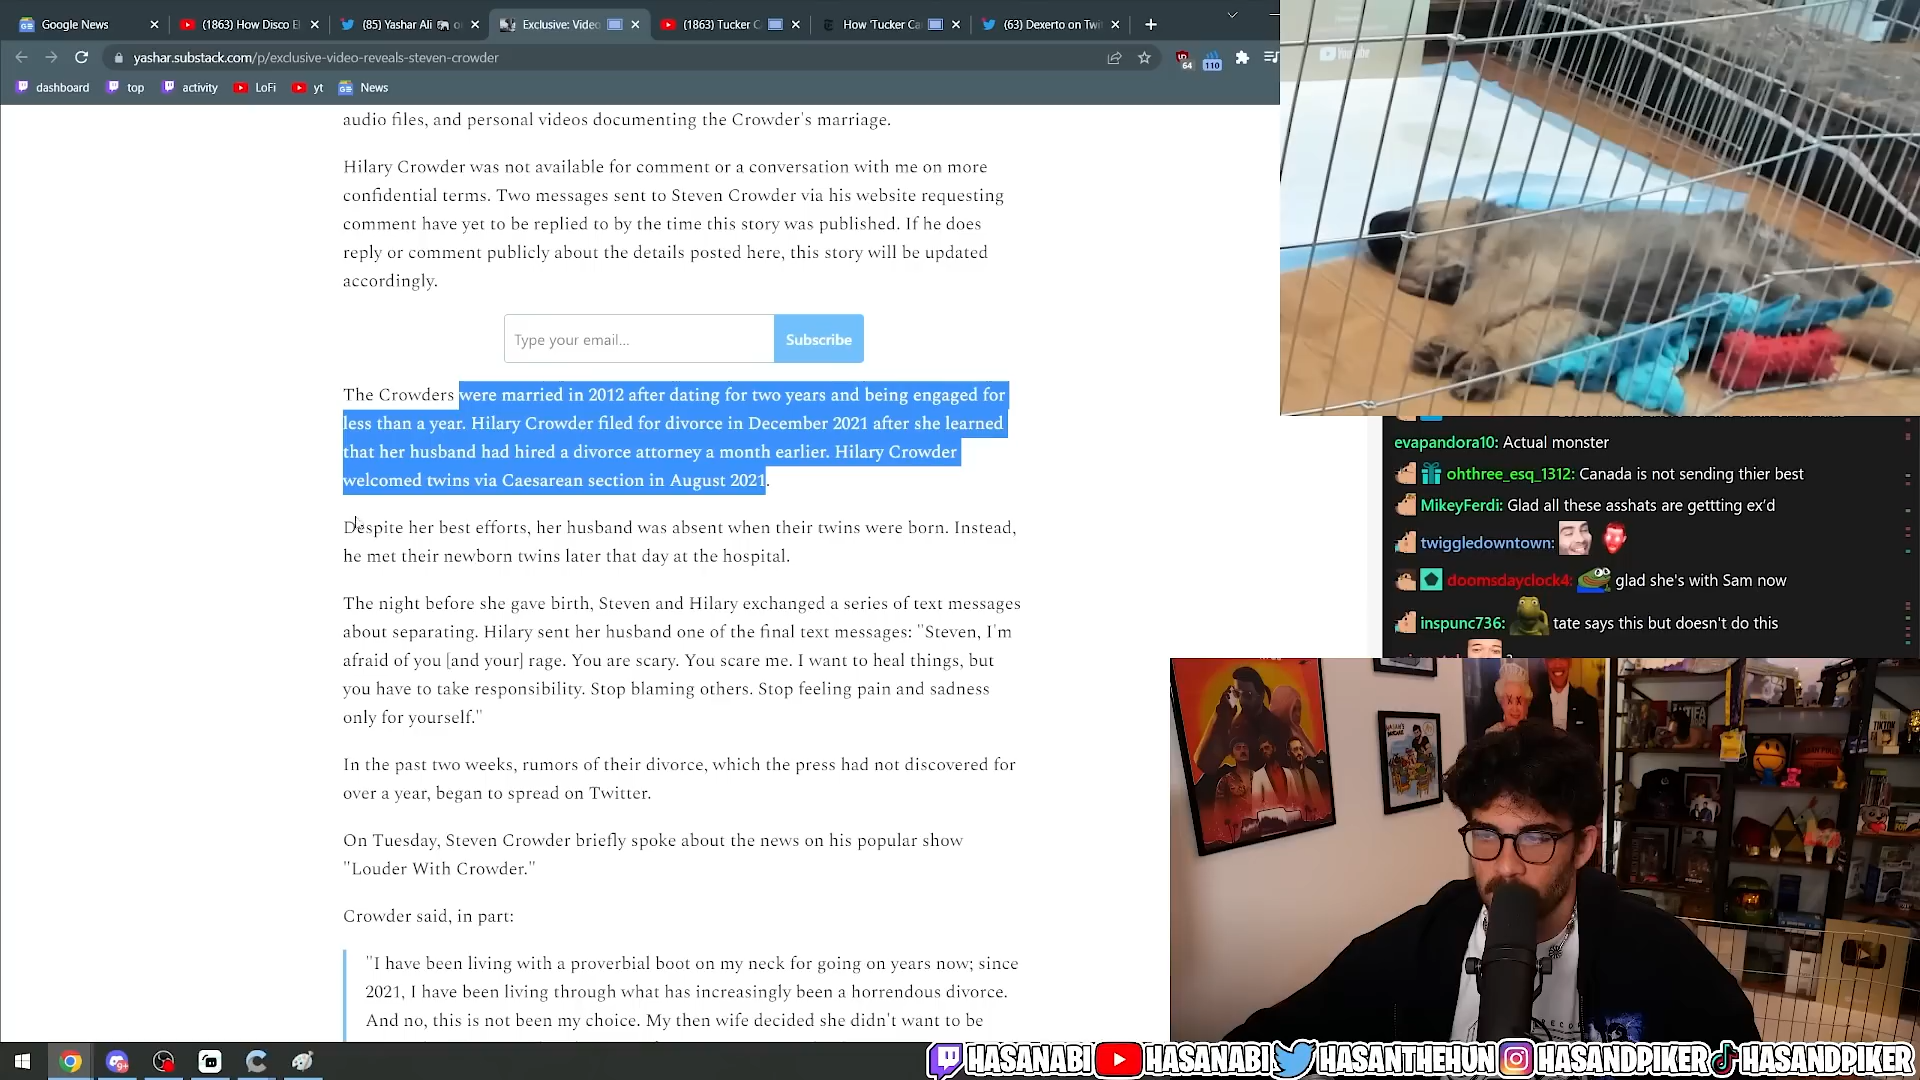 Google News
(1863) How Disco E
(85) Yashar Ali
Exclusive: Video
(1863) Tucker C
How 'Tucker Ca
(63) Dexerto on Twi
yashar.substack.com/p/exclusive-video-reveals-steven-crowder
64
110
dashboard
top
activity
LoFi
yt
News
YouTube
audio files, and personal videos documenting the Crowder's marriage.
Hilary Crowder was not available for comment or a conversation with me on more
confidential terms. Two messages sent to Steven Crowder via his website requesting
comment have yet to be replied to by the time this story was published. If he does
reply or comment publicly about the details posted here, this story will be updated
accordingly.
Type your email...
Subscribe
The Crowders were married in 2012 after dating for two years and being engaged for
less than a year. Hilary Crowder filed for divorce in December 2021 after she learned
that her husband had hired a divorce attorney a month earlier. Hilary Crowder
welcomed twins via Caesarean section in August 2021.
Despite her best efforts, her husband was absent when their twins were born. Instead,
he met their newborn twins later that day at the hospital.
The night before she gave birth, Steven and Hilary exchanged a series of text messages
about separating. Hilary sent her husband one of the final text messages: "Steven, I'm
afraid of you [and your] rage. You are scary. You scare me. I want to heal things, but
you have to take responsibility. Stop blaming others. Stop feeling pain and sadness
only for yourself."
In the past two weeks, rumors of their divorce, which the press had not discovered for
over a year, began to spread on Twitter.
On Tuesday, Steven Crowder briefly spoke about the news on his popular show
"Louder With Crowder."
Crowder said, in part:
"I have been living with a proverbial boot on my neck for going on years now; since
2021, I have been living through what has increasingly been a horrendous divorce.
And no, this is not been my choice. My then wife decided she didn't want to be
evapandora10: Actual monster
ohthree_esq_1312: Canada is not sending thier best
MikeyFerdi: Glad all these asshats are gettting ex'd
twiggledowntown:
doomsdayclock4: glad she's with Sam now
inspunc736: tate says this but doesn't do this
HASANABI
HASANABI
HASANTHEHUN
HASANDPIKER
HASANDPIKER